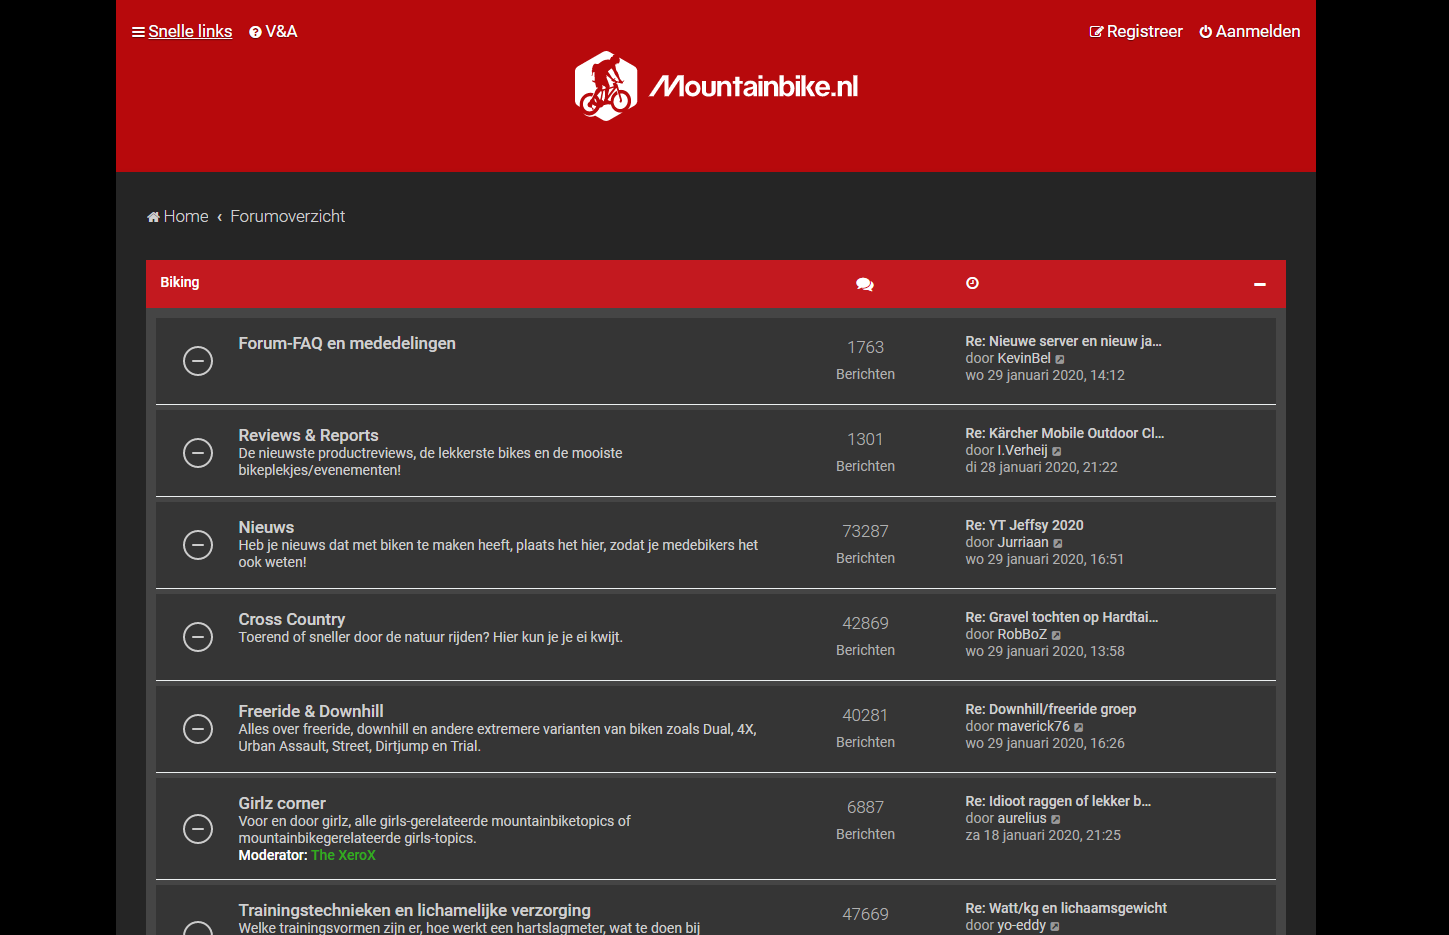 Snelle links V&A Registreer Aanmelden
Mountainbike.nl
Home ‹ Forumoverzicht
Biking
Forum-FAQ en mededelingen
1763
Berichten
Re: Nieuwe server en nieuw ja…
door KevinBel
wo 29 januari 2020, 14:12
Reviews & Reports
De nieuwste productreviews, de lekkerste bikes en de mooiste
bikeplekjes/evenementen!
1301
Berichten
Re: Kärcher Mobile Outdoor Cl…
door I.Verheij
di 28 januari 2020, 21:22
Nieuws
Heb je nieuws dat met biken te maken heeft, plaats het hier, zodat je medebikers het
ook weten!
73287
Berichten
Re: YT Jeffsy 2020
door Jurriaan
wo 29 januari 2020, 16:51
Cross Country
Toerend of sneller door de natuur rijden? Hier kun je je ei kwijt.
42869
Berichten
Re: Gravel tochten op Hardtai…
door RobBoZ
wo 29 januari 2020, 13:58
Freeride & Downhill
Alles over freeride, downhill en andere extremere varianten van biken zoals Dual, 4X,
Urban Assault, Street, Dirtjump en Trial.
40281
Berichten
Re: Downhill/freeride groep
door maverick76
wo 29 januari 2020, 16:26
Girlz corner
Voor en door girlz, alle girls-gerelateerde mountainbiketopics of
mountainbikegerelateerde girls-topics.
Moderator: The XeroX
6887
Berichten
Re: Idioot raggen of lekker b…
door aurelius
za 18 januari 2020, 21:25
Trainingstechnieken en lichamelijke verzorging
Welke trainingsvormen zijn er, hoe werkt een hartslagmeter, wat te doen bij
47669
Re: Watt/kg en lichaamsgewicht
door yo-eddy